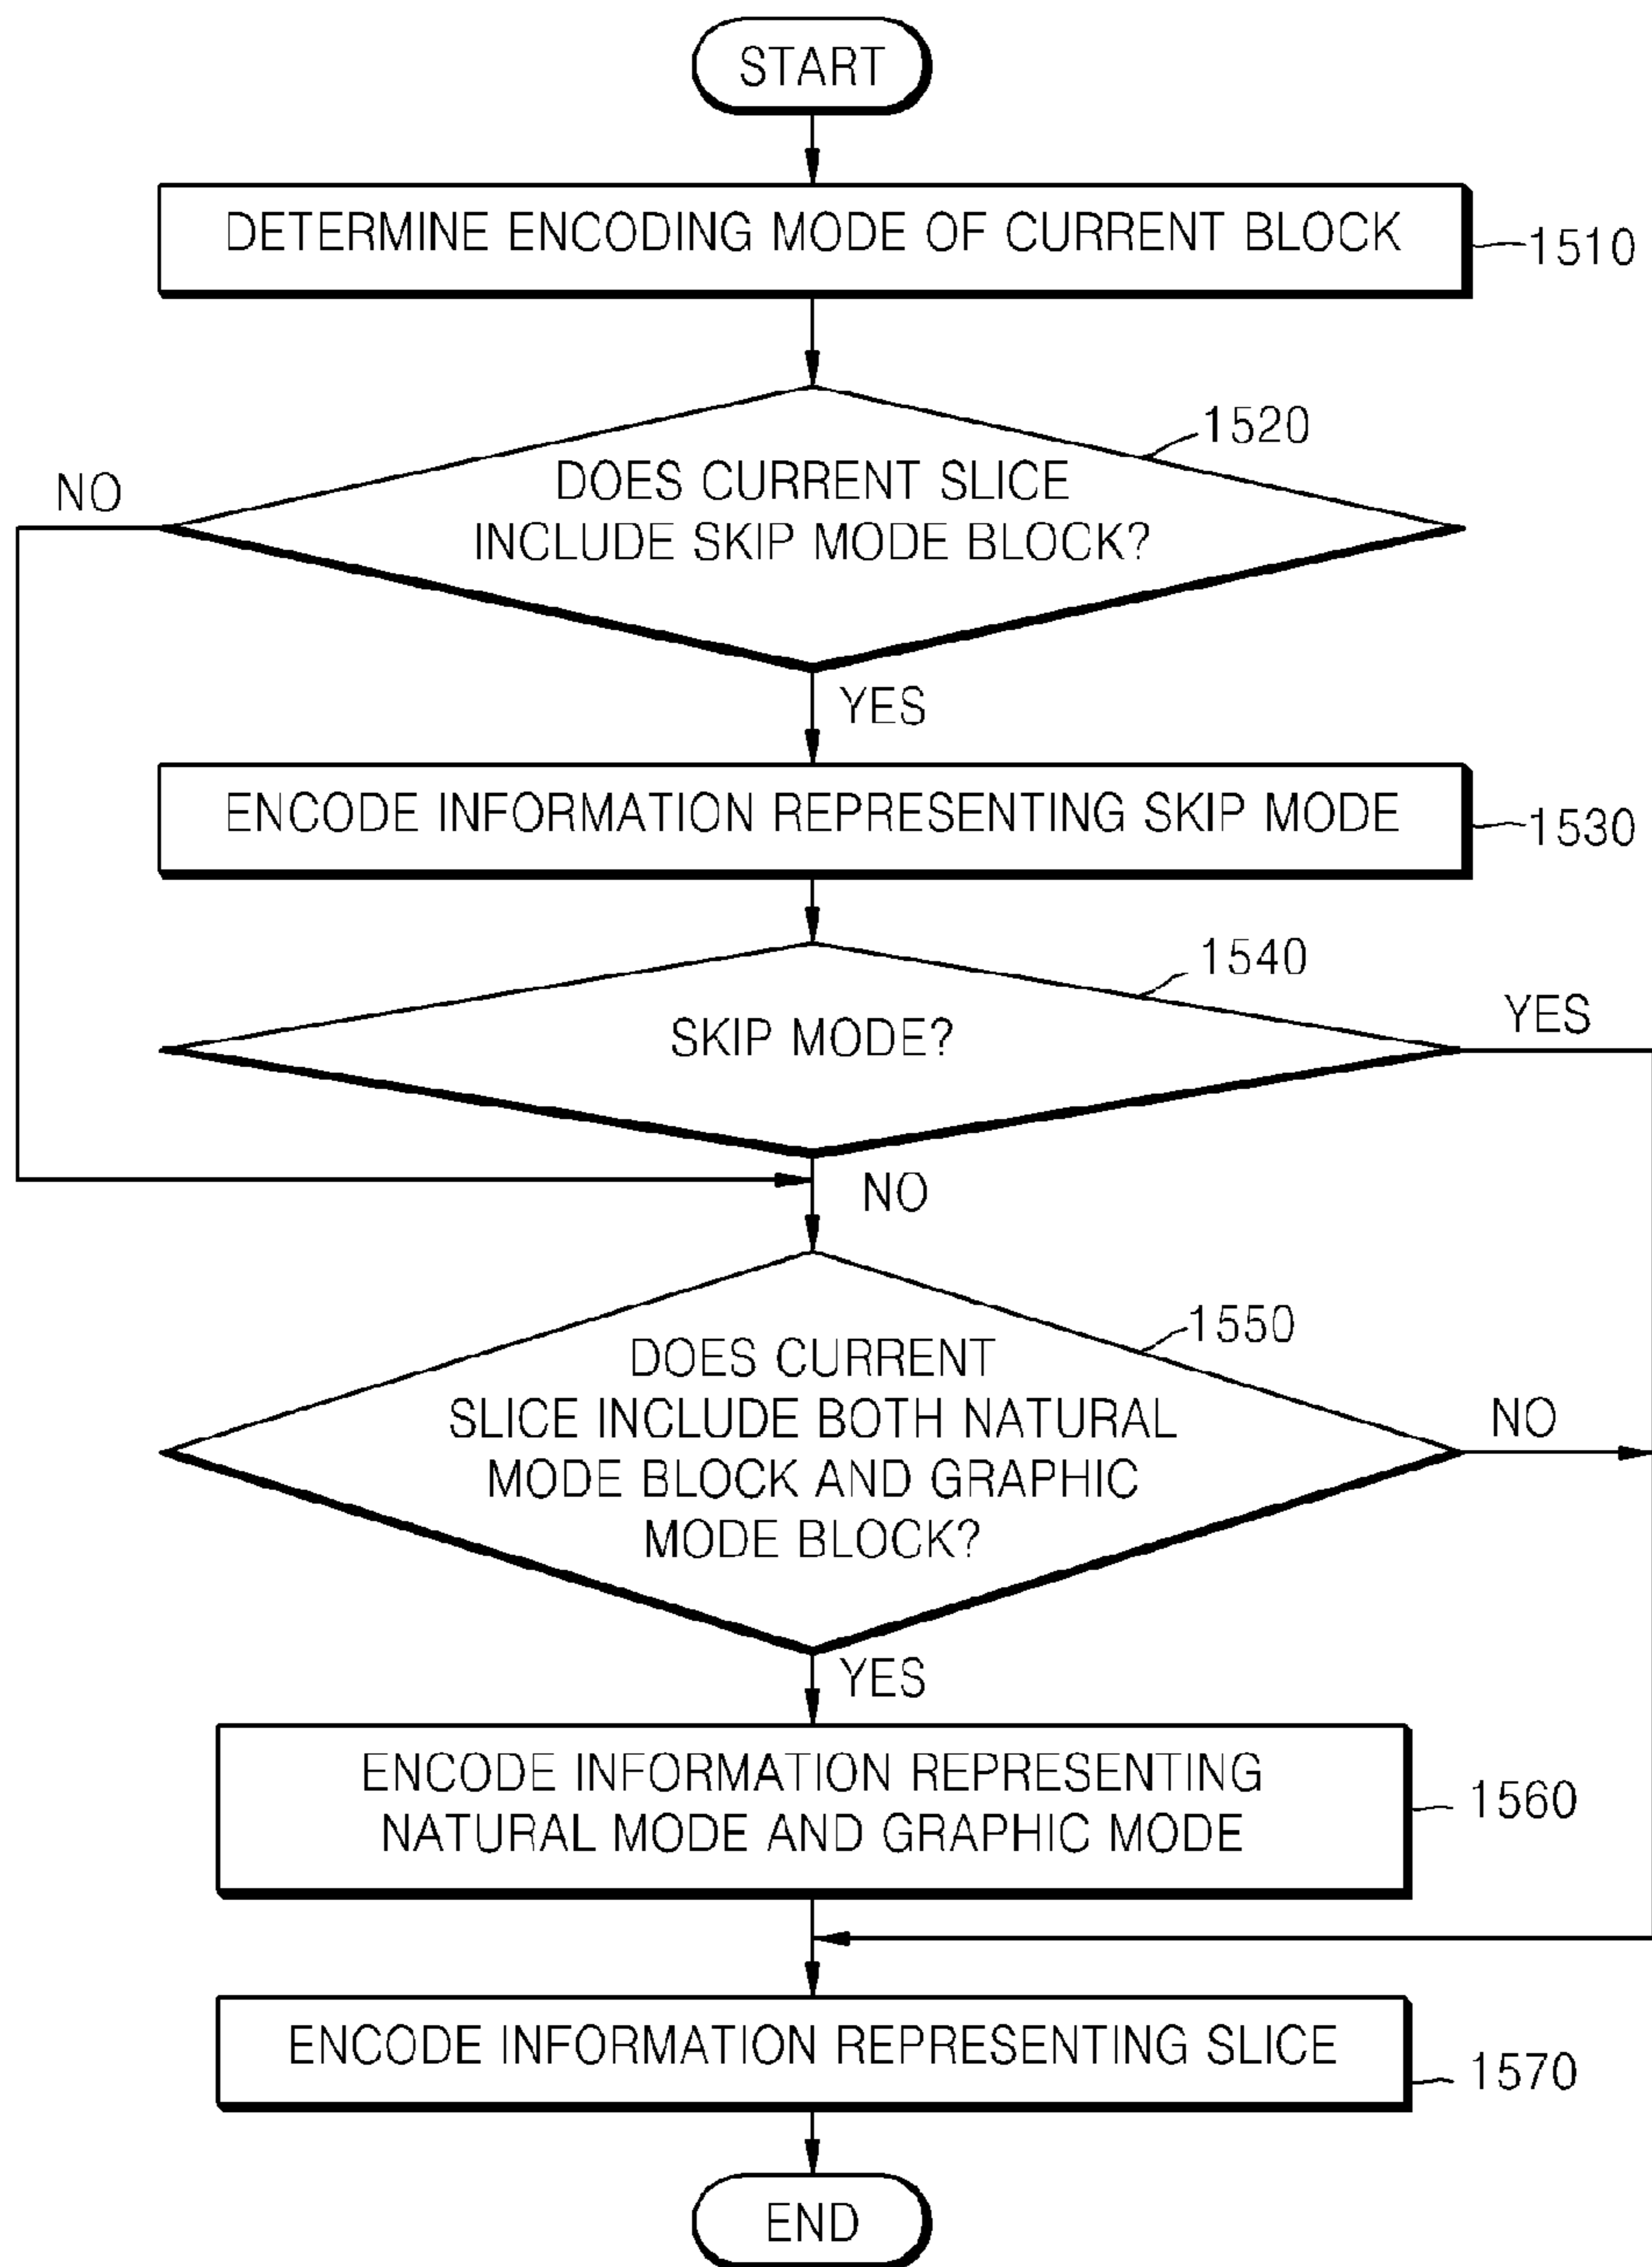 START
DETERMINE ENCODING MODE OF CURRENT BLOCK
1510
1520
DOES CURRENT SLICE
INCLUDE SKIP MODE BLOCK?
NO
YES
ENCODE INFORMATION REPRESENTING SKIP MODE
1530
1540
SKIP MODE?
YES
NO
1550
DOES CURRENT
SLICE INCLUDE BOTH NATURAL
MODE BLOCK AND GRAPHIC
MODE BLOCK?
NO
YES
ENCODE INFORMATION REPRESENTING
NATURAL MODE AND GRAPHIC MODE
1560
ENCODE INFORMATION REPRESENTING SLICE
1570
END